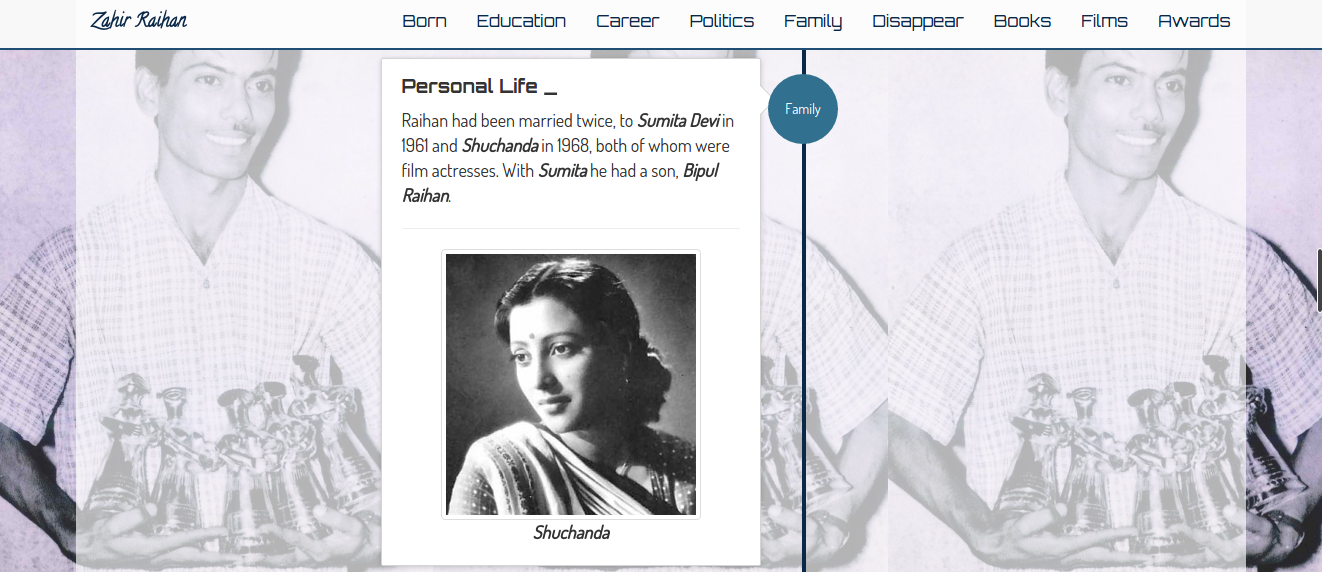 Zahir Raihan
Born Education Career Politics Family Disappear Books Films Awards
Personal Life _
Raihan had been married twice, to Sumita Devi in
1961 and Shuchanda in 1968, both of whom were
film actresses. With Sumita he had a son, Bipul
Raihan.
Family
Shuchanda